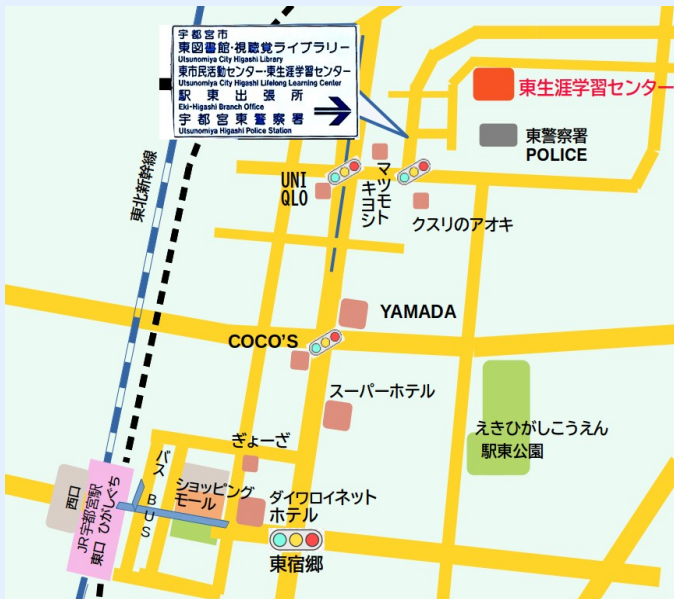 宇都宮市
東図書館・視聴覚ライブラリー
Utsunomiya City Higashi Library
東市民活動センター・東生涯学習センター
Utsunomiya City Higashi Lifelong Learning Center
駅東出張所
Eki-Higashi Branch Office
宇都宮東警察署
Utsunomiya Higashi Police Station
東生涯学習センター
東警察署
POLICE
東北新幹線
UNI
QLO
マツモト
キヨシ
クスリのアオキ
YAMADA
COCO'S
スーパーホテル
えきひがしこうえん
駅東公園
ぎょーざ
バス
BUS
ショッピング
モール
ダイワロイネット
ホテル
西口
JR宇都宮駅
東口 ひがしぐち
東宿郷